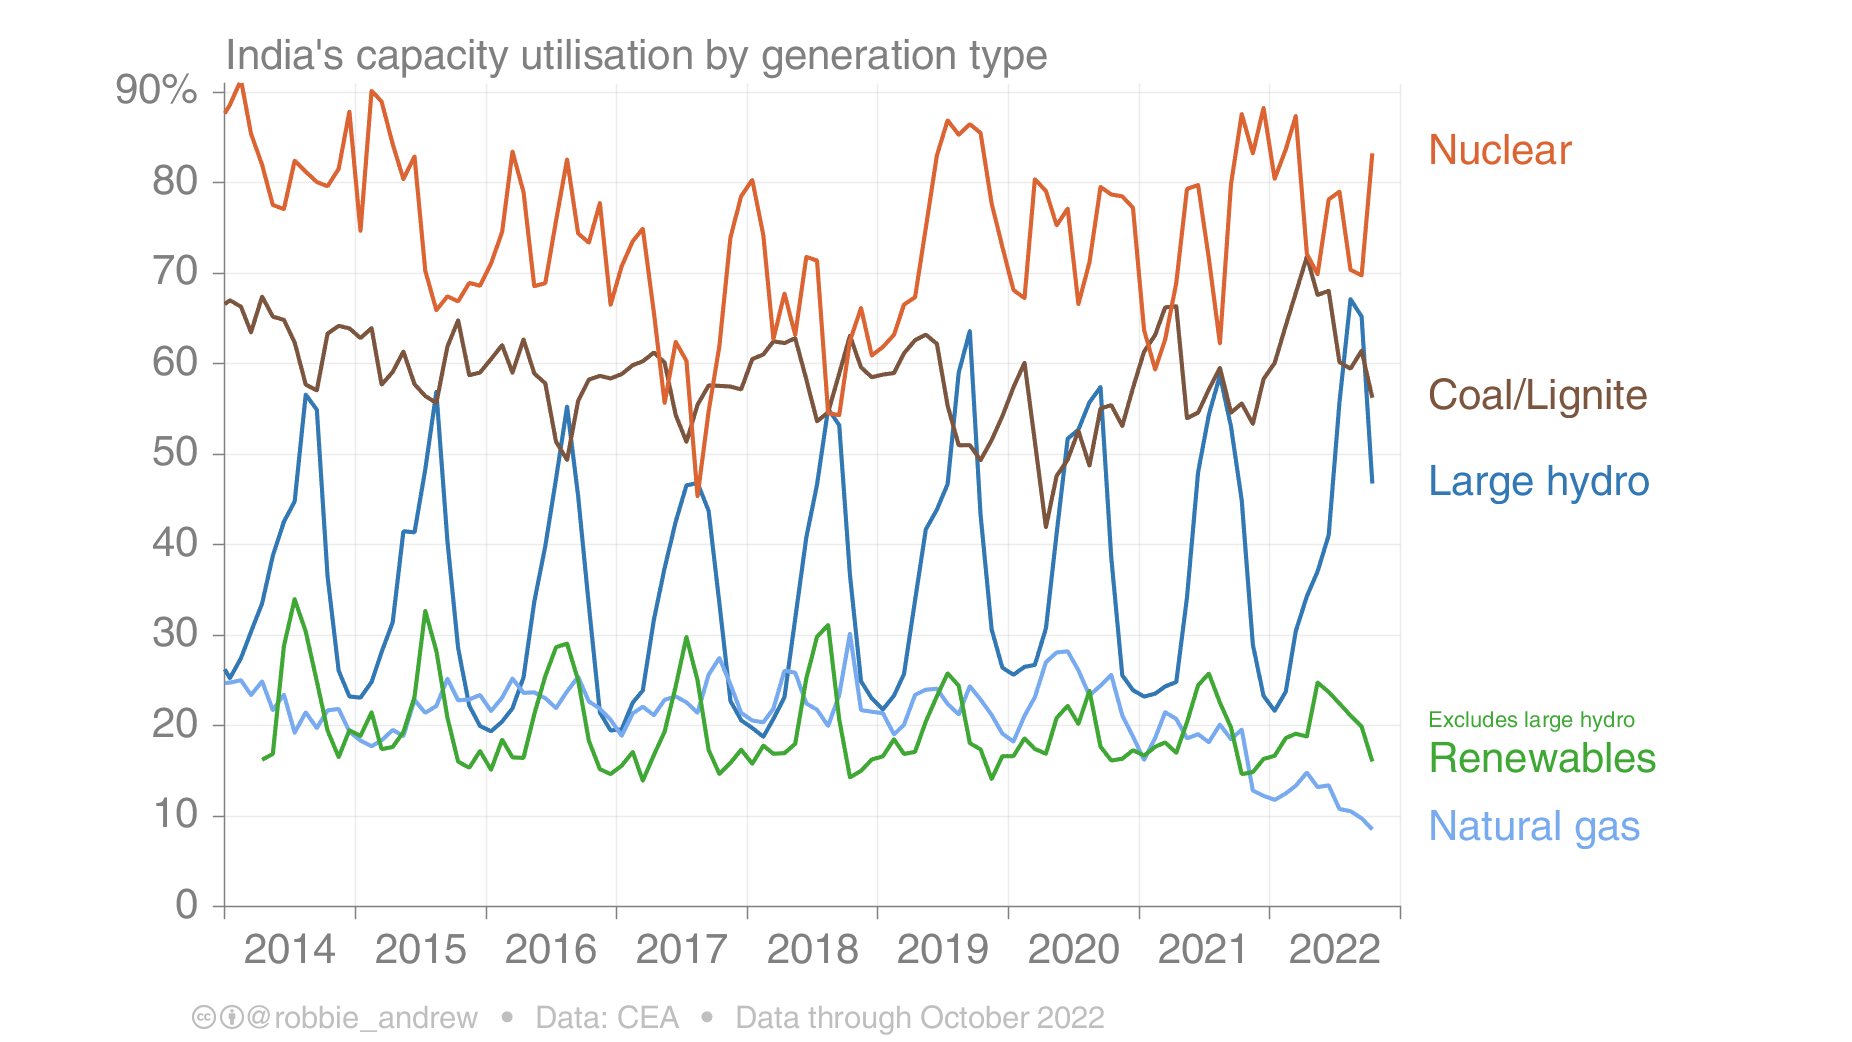 India's capacity utilisation by generation type
90%
80
70
60
50
40
30
20
10
0
2014 2015 2016 2017 2018 2019 2020 2021 2022
Nuclear
Coal/Lignite
Large hydro
Excludes large hydro
Renewables
Natural gas
@robbie_andrew • Data: CEA • Data through October 2022